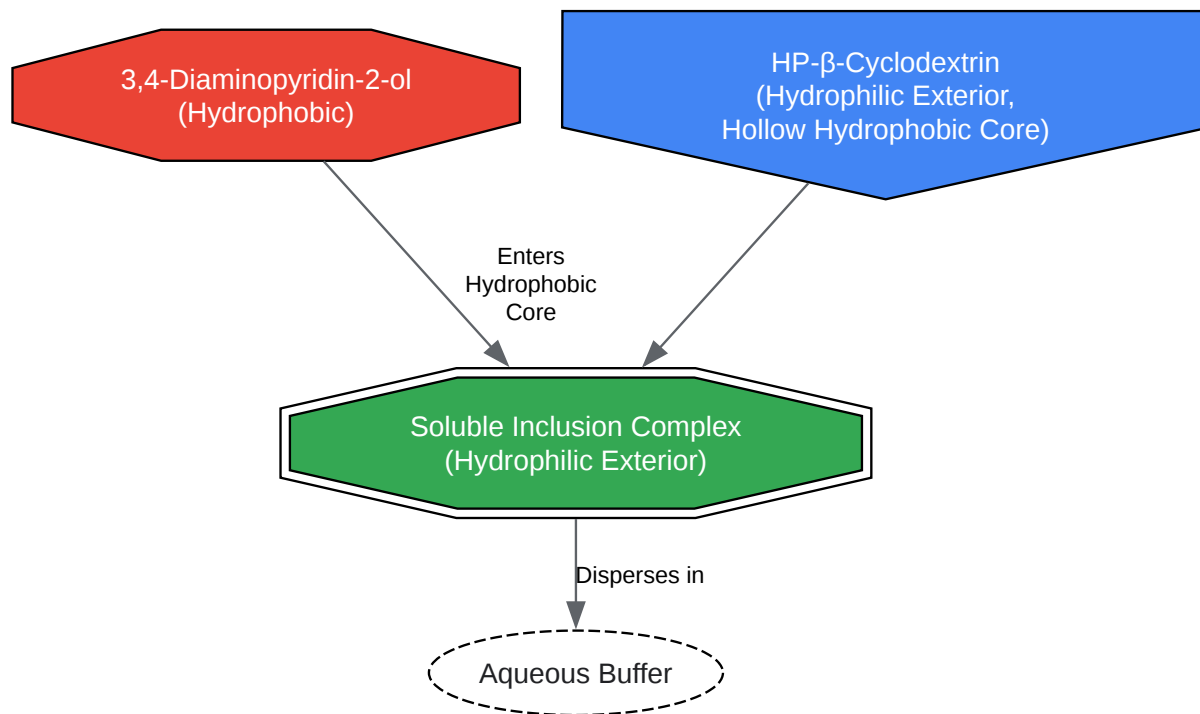 3,4-Diaminopyridin-2-ol
(Hydrophobic)
HP-β-Cyclodextrin
(Hydrophilic Exterior,
Hollow Hydrophobic Core)
Enters
Hydrophobic
Core
Soluble Inclusion Complex
(Hydrophilic Exterior)
Disperses in
Aqueous Buffer